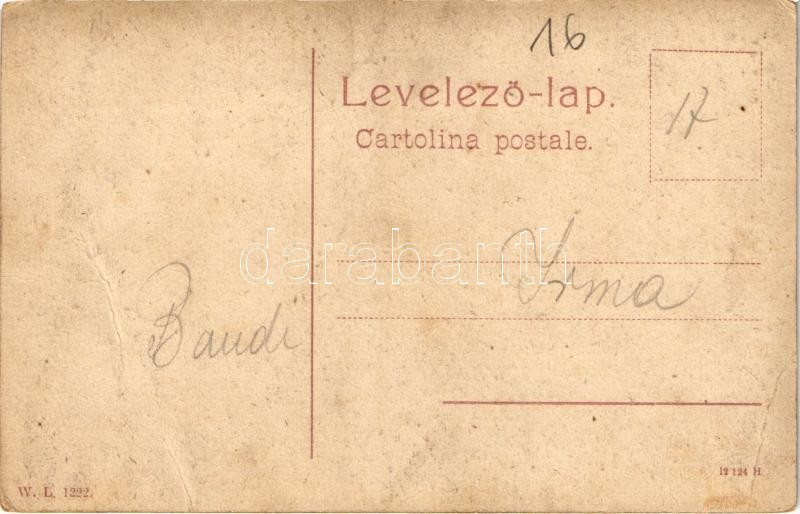 16
Levelező-lap.
Cartolina postale.
17
darabanth
Irma
Bandi
12 124 H
W. L. 1222.